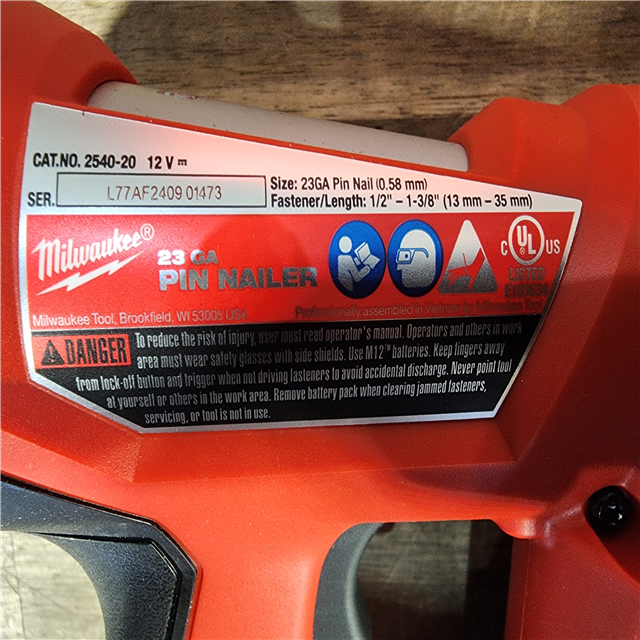 CAT.NO. 2540-20 12 V
SER. L77AF2409 01473
Size: 23GA Pin Nail (0.58 mm)
Fastener/Length: 1/2" – 1-3/8" (13 mm – 35 mm)
Milwaukee®
23 GA
PIN NAILER
C UL® US
LISTED
Milwaukee Tool, Brookfield, WI 53005 USA
Professionally assembled in Vietnam by Milwaukee Tool
DANGER To reduce the risk of injury, user must read operator's manual. Operators and others in work
area must wear safety glasses with side shields. Use M12™ batteries. Keep fingers away
from lock-off button and trigger when not driving fasteners to avoid accidental discharge. Never point tool
at yourself or others in the work area. Remove battery pack when clearing jammed fasteners,
servicing, or tool is not in use.